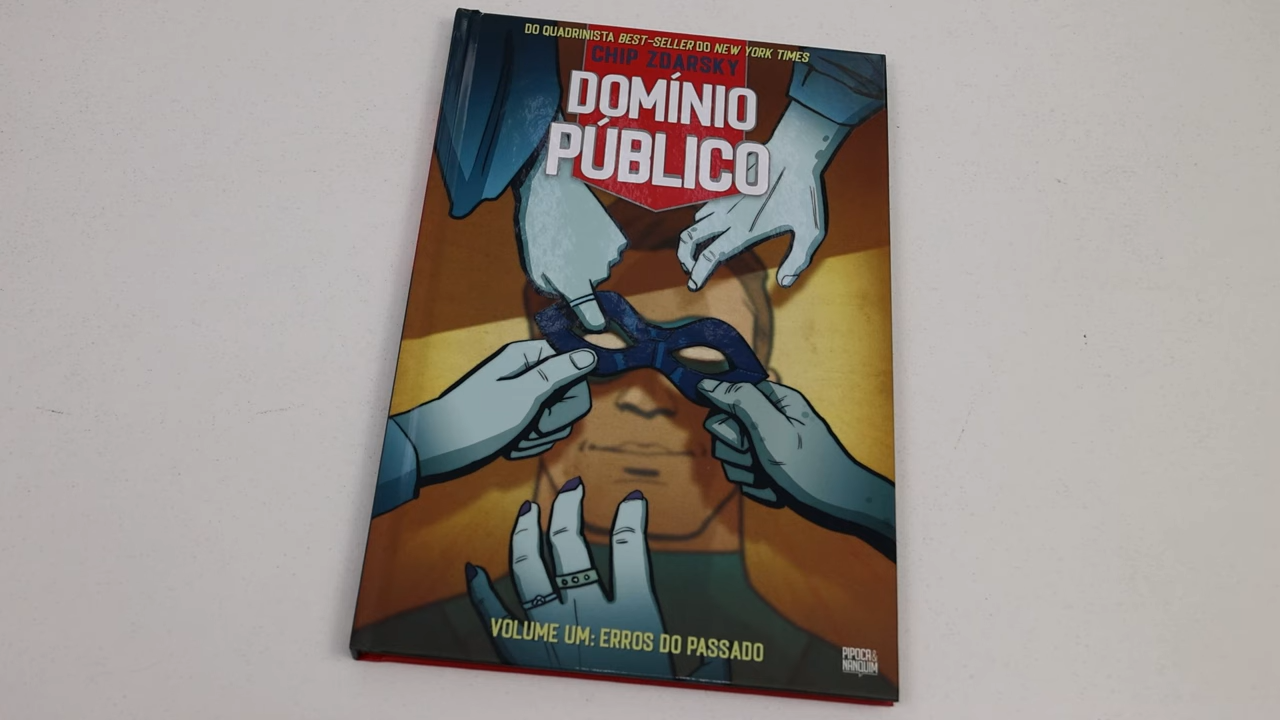 DO QUADRINISTA BEST-SELLER DO NEW YORK TIMES
CHIP ZDARSKY
DOMÍNIO
PÚBLICO
VOLUME UM: ERROS DO PASSADO
PIPOCA &
NANQUIM